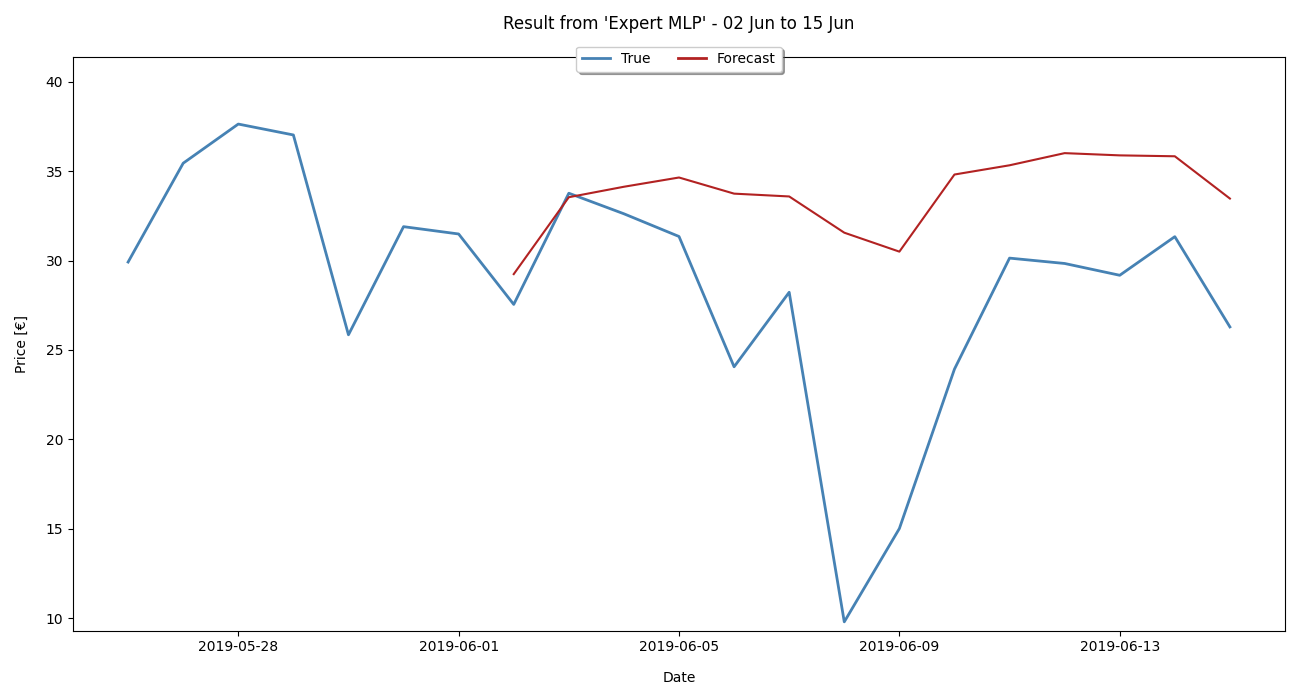 Result from 'Expert MLP' - 02 Jun to 15 Jun
True Forecast
40
35
30
25
20
15
10
Price [€]
2019-05-28 2019-06-01 2019-06-05 2019-06-09 2019-06-13
Date